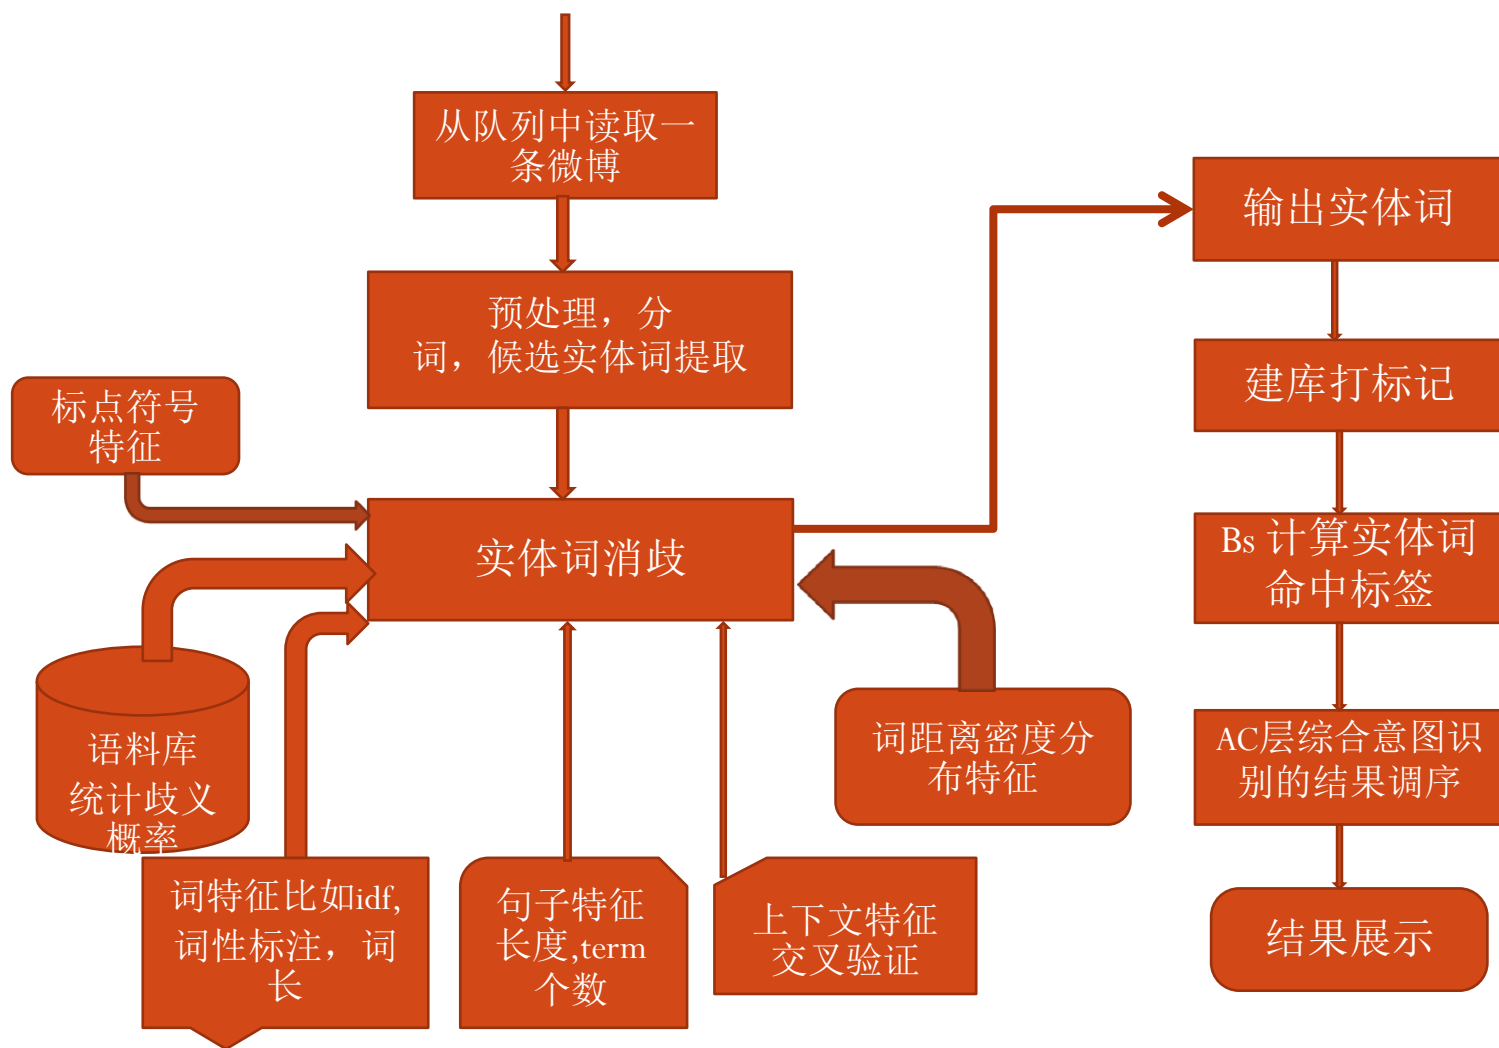 从队列中读取一
条微博
预处理，分
词，候选实体词提取
标点符号
特征
实体词消歧
语料库
统计歧义
概率
词特征比如idf,
词性标注，词
长
句子特征
长度,term
个数
上下文特征
交叉验证
词距离密度分
布特征
输出实体词
建库打标记
Bs 计算实体词
命中标签
AC层综合意图识
别的结果调序
结果展示